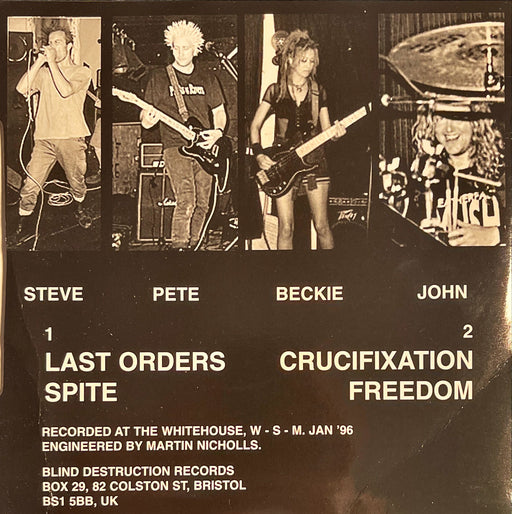 STEVE PETE BECKIE JOHN
1
LAST ORDERS
SPITE
2
CRUCIFIXATION
FREEDOM
RECORDED AT THE WHITEHOUSE, W - S - M. JAN '96
ENGINEERED BY MARTIN NICHOLLS.
BLIND DESTRUCTION RECORDS
BOX 29, 82 COLSTON ST, BRISTOL
BS1 5BB, UK